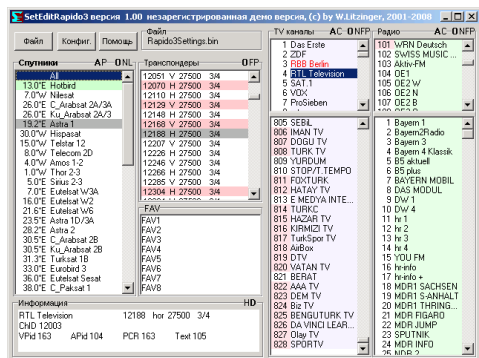 SetEditRapido3 версия 1.00 незарегистрированная демо версия, (c) by W.Litzinger, 2001-2008
Файл
Конфиг.
Помощь
Файл
Rapido3Settings.bin
Спутники AP ONL
All
13.0°E Hotbird
7.0°W Nilesat
26.0°E C_Arabsat 2A/3A
26.0°E Ku_Arabsat 2A/3
19.2°E Astra 1
30.0°W Hispasat
15.0°W Telstar 12
8.0°W Telecom 2D
4.0°W Amos 1-2
1.0°W Thor 2-3
5.0°E Sirius 2-3
7.0°E Eutelsat W3A
16.0°E Eutelsat W2
21.6°E Eutelsat W6
23.5°E Astra 1D/3A
28.2°E Astra 2
30.5°E C_Arabsat 2B
30.5°E Ku_Arabsat 2B
31.3°E Turksat 1B
33.0°E Eurobird 3
36.0°E Eutelsat Sesat
38.0°E C_Paksat 1
Транспондеры OFP
12051 V 27500 3/4
12070 H 27500 3/4
12110 H 27500 3/4
12129 V 27500 3/4
12148 H 27500 3/4
12168 V 27500 3/4
12188 H 27500 3/4
12207 V 27500 3/4
12226 H 27500 3/4
12246 V 27500 3/4
12266 H 27500 3/4
12285 V 27500 3/4
12304 H 27500 3/4
FAV
FAV1
FAV2
FAV3
FAV4
FAV5
FAV6
FAV7
FAV8
TV каналы AC ONFP
1 Das Erste
2 ZDF
3 RBB Berlin
4 RTL Television
5 SAT.1
6 VOX
7 ProSieben
805 SEBIL
806 IMAN TV
807 DOGU TV
808 TURK TV
809 YURDUM
810 STOP/T.TEMPO
811 FOXTURK
812 HATAY TV
813 E MEDYA INTE...
814 TURKC
815 HAZAR TV
816 KIRMIZI TV
817 TurkSpor TV
818 AirBox
819 DTV
820 VATAN TV
821 BERAT
822 AAA TV
823 DEM TV
824 Biz TV
825 BENGUTURK TV
826 DA VINCI LEAR...
827 Olay TV
828 SPORTV
Радио AC ONFP
101 WRN Deutsch
102 SWISS MUSIC ...
103 Aktiv-FM
104 OE1
105 OE2 W
106 OE2 N
107 OE2 B
1 Bayern 1
2 Bayern2Radio
3 Bayern 3
4 Bayern 4 Klassik
5 B5 aktuell
6 B5 plus
7 BAYERN MOBIL
8 DAS MODUL
9 DW 1
10 DW 4
11 hr 1
12 hr 2
13 hr 3
14 hr 4
15 YOU FM
16 hr-info
17 hr-info +
18 MDR1 SACHSEN
19 MDR1 S-ANHALT
20 MDR1 THRING...
21 MDR FIGARO
22 MDR JUMP
23 SPUTNIK
24 MDR INFO
25 NDR 2
Информация HD
RTL Television 12188 hor 27500 3/4
CND 12003
VPid 163 APid 104 PCR 163 Text 105